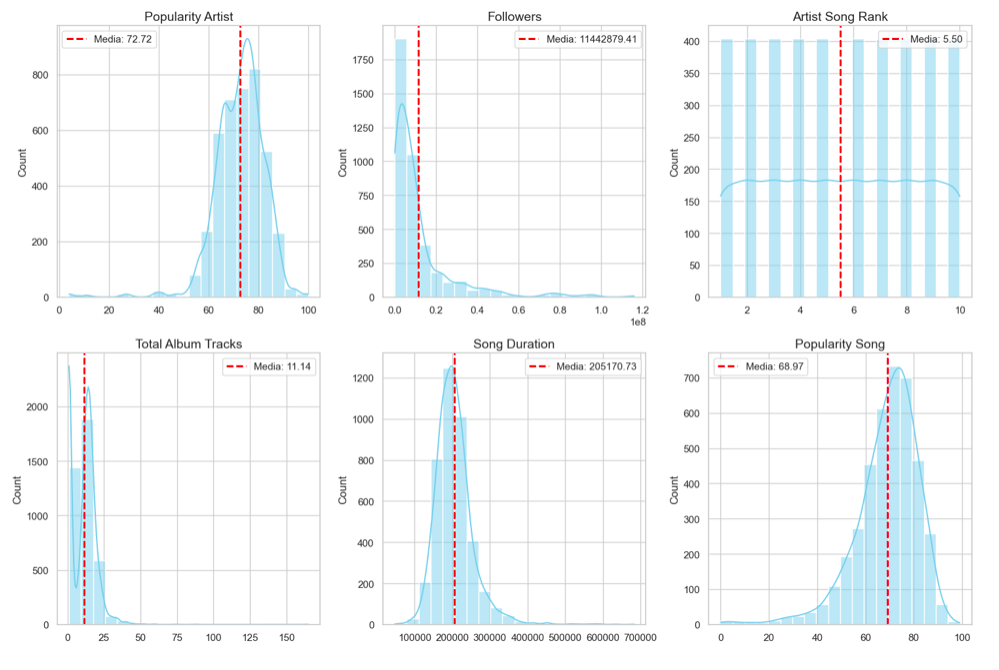 Popularity Artist
Media: 72.72
Count
800
600
400
200
0
0 20 40 60 80 100
Followers
Media: 11442879.41
Count
1750
1500
1250
1000
750
500
250
0
0.0 0.2 0.4 0.6 0.8 1.0 1.2
1e8
Artist Song Rank
Media: 5.50
Count
400
350
300
250
200
150
100
50
0
2 4 6 8 10
Total Album Tracks
Media: 11.14
Count
2000
1500
1000
500
0
0 25 50 75 100 125 150
Song Duration
Media: 205170.73
Count
1200
1000
800
600
400
200
0
100000 200000 300000 400000 500000 600000 700000
Popularity Song
Media: 68.97
Count
700
600
500
400
300
200
100
0
0 20 40 60 80 100